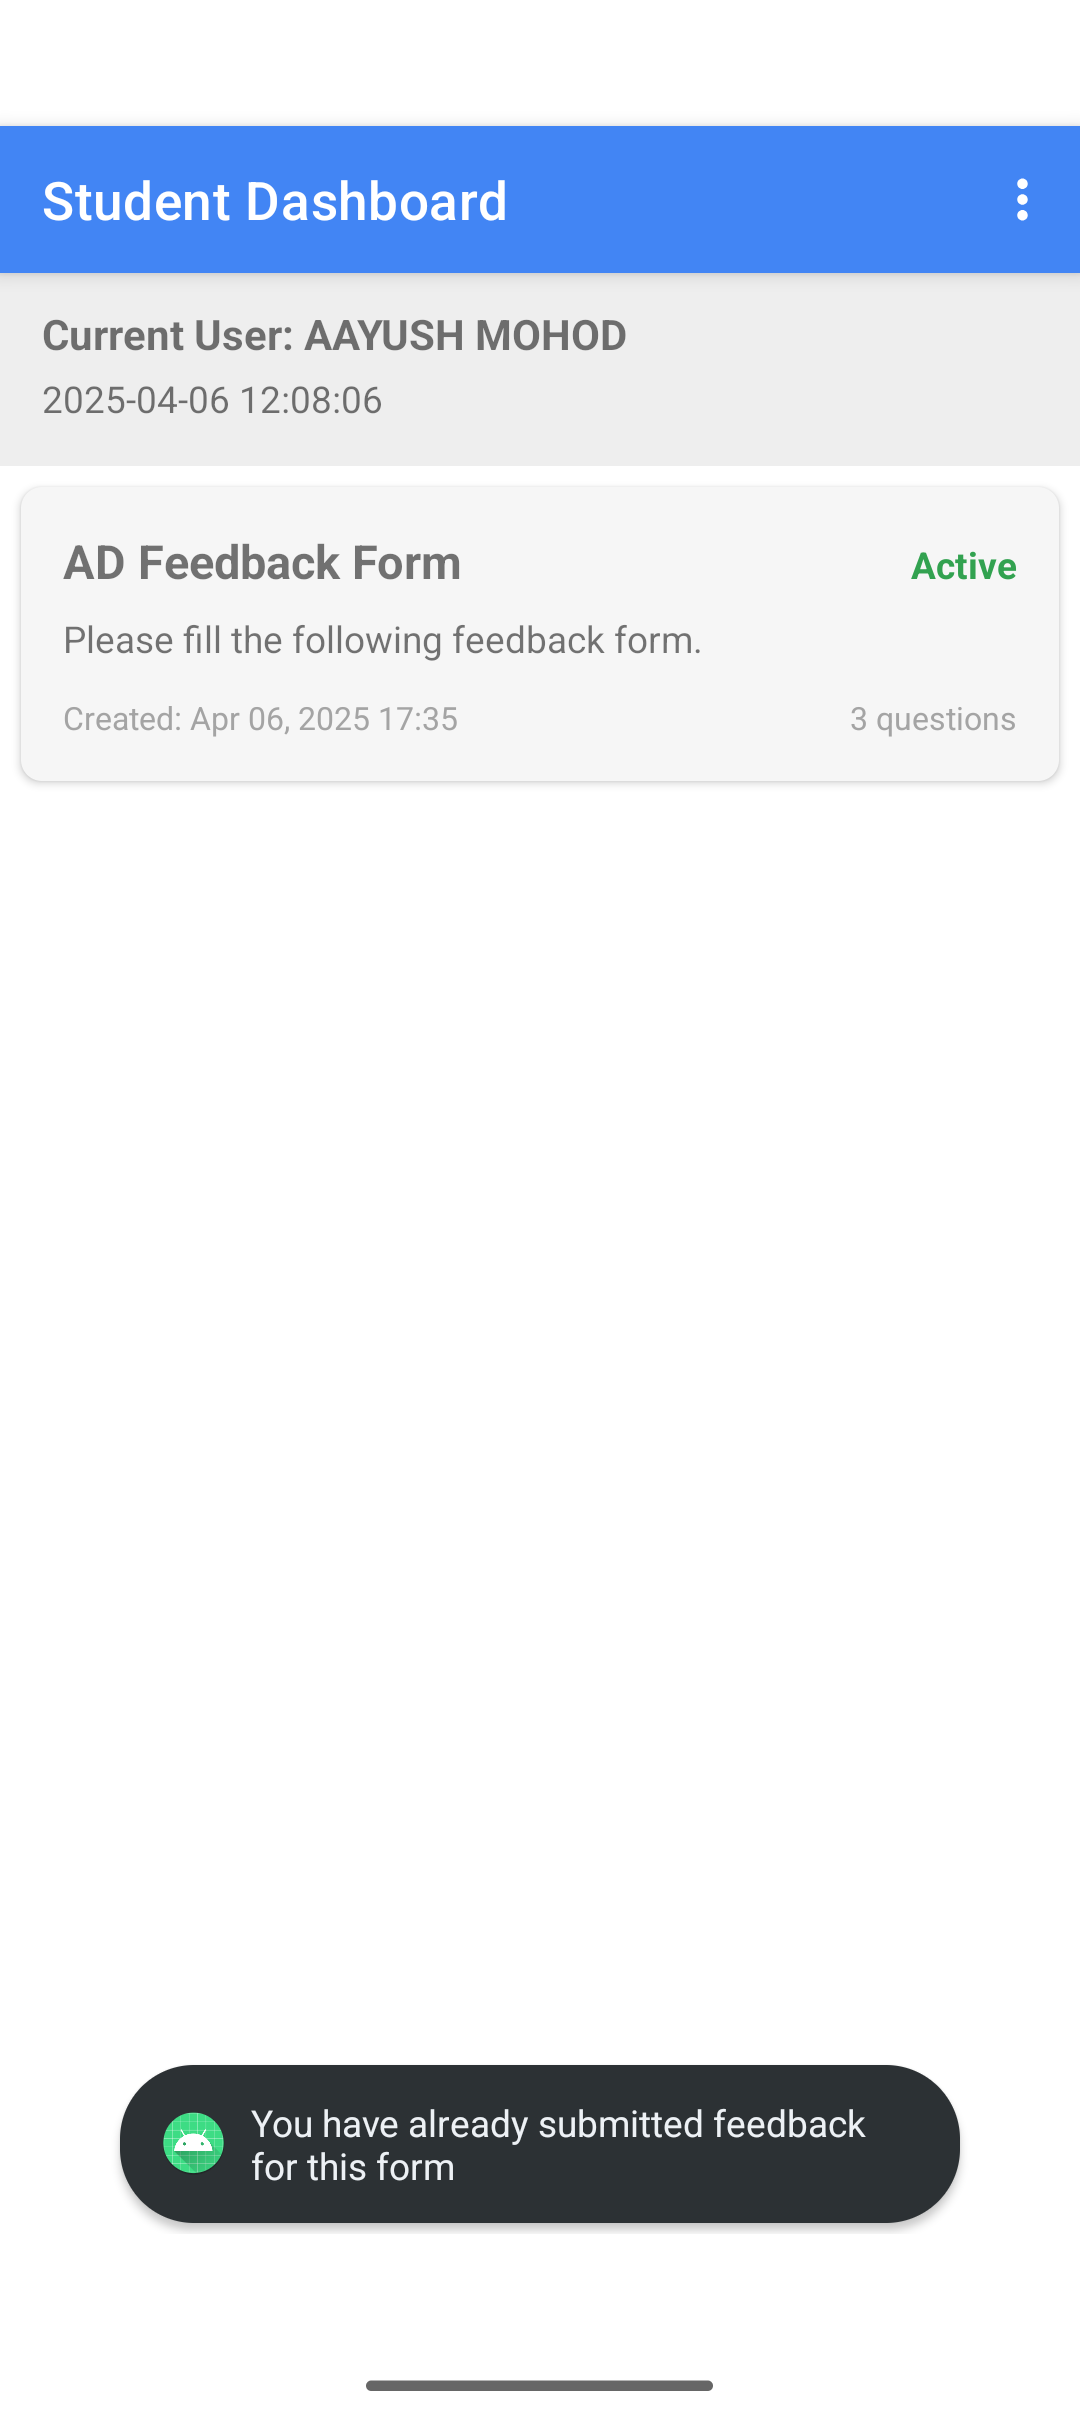 Student Dashboard
Current User: AAYUSH MOHOD
2025-04-06 12:08:06
AD Feedback Form
Active
Please fill the following feedback form.
Created: Apr 06, 2025 17:35
3 questions
You have already submitted feedback
for this form